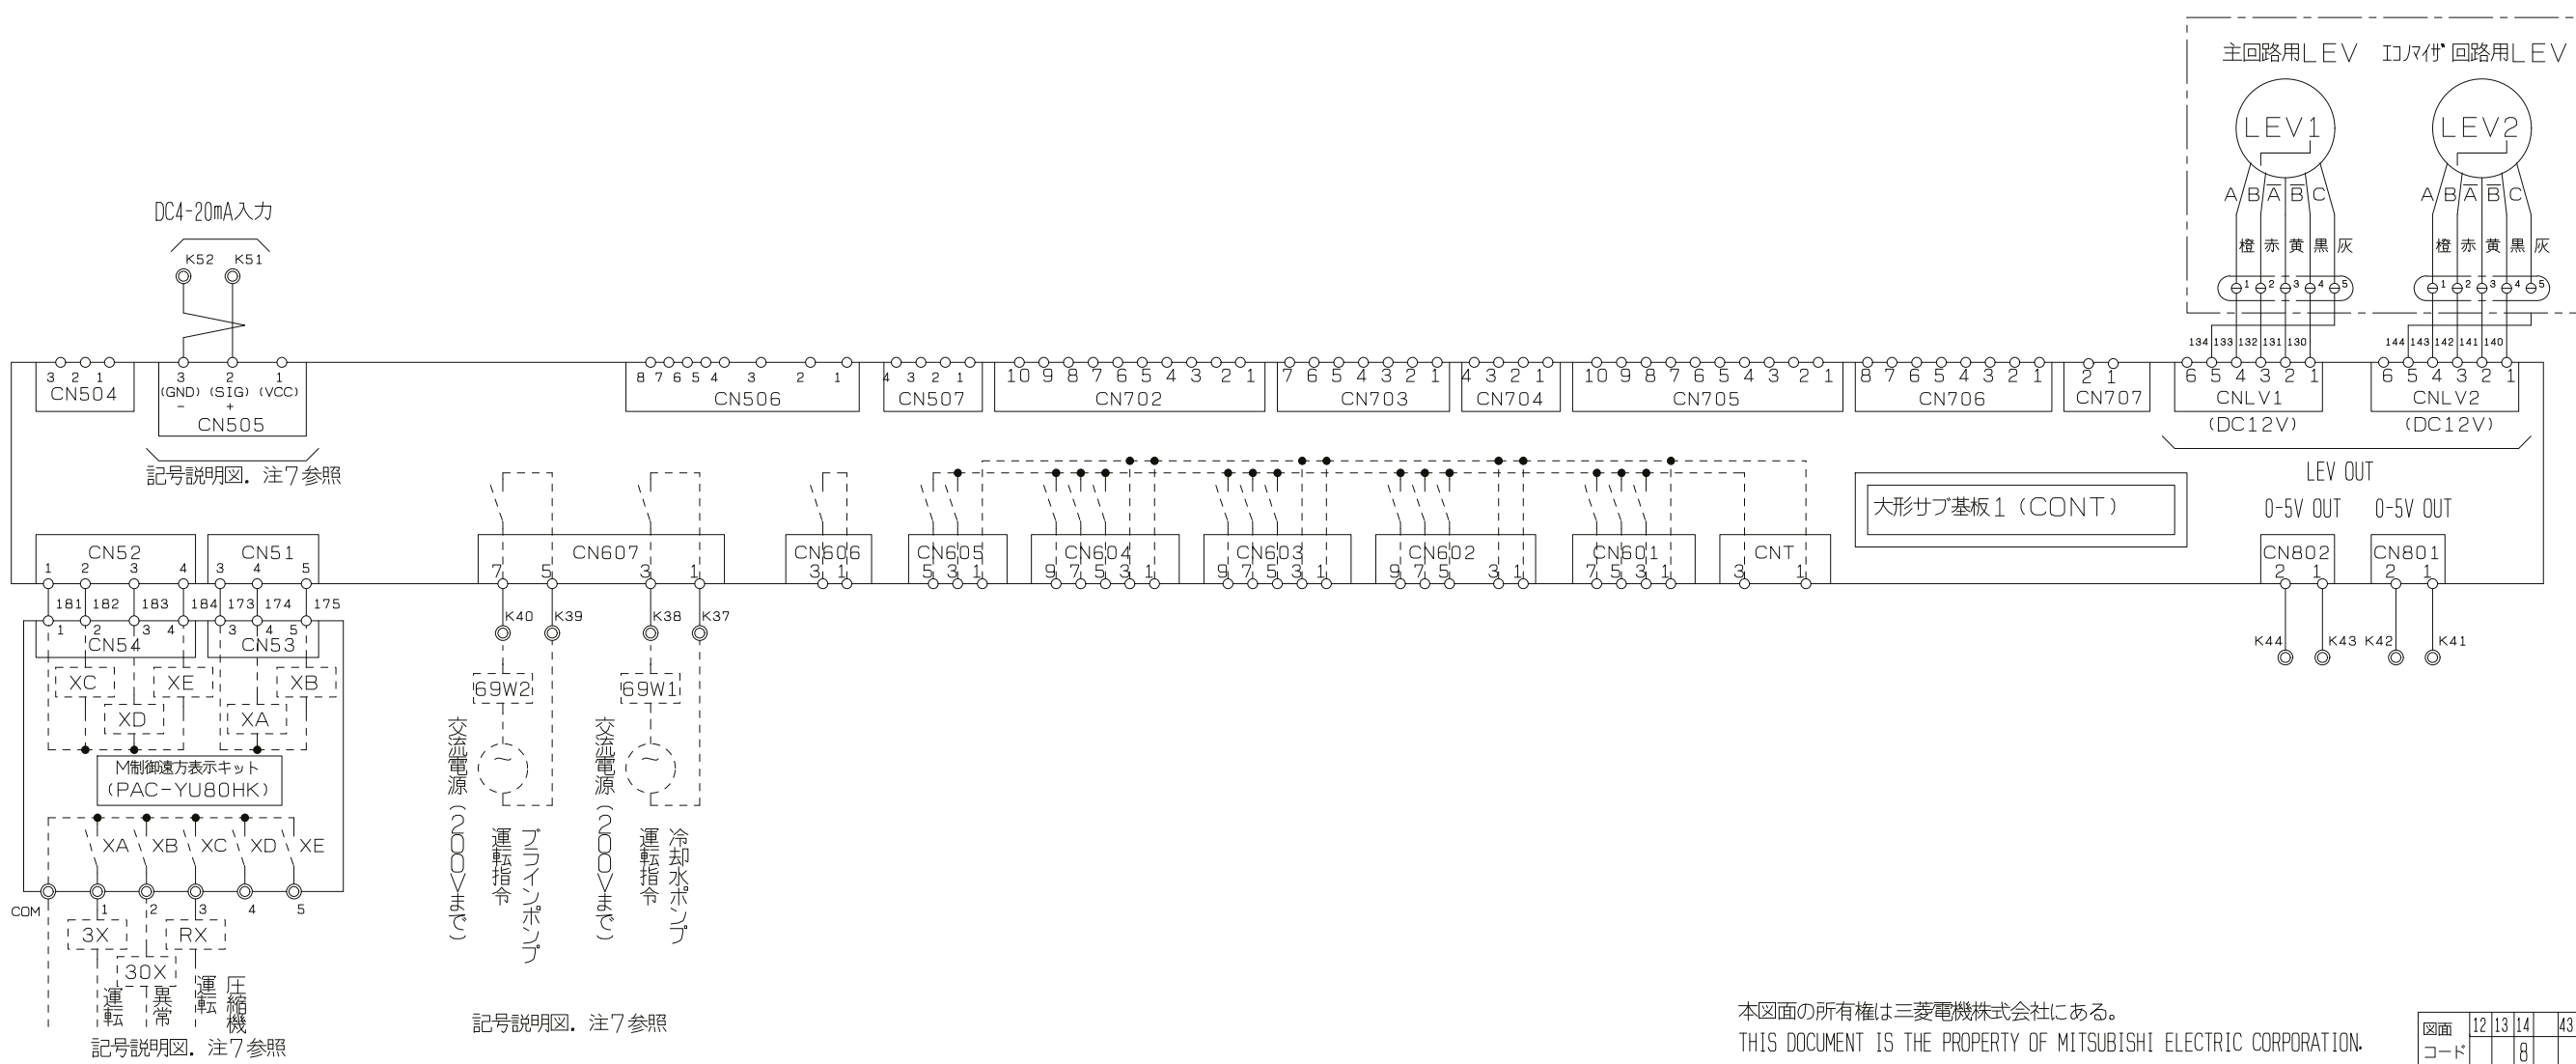 主回路用LEV エコノマイザ回路用LEV
LEV1 LEV2
A B A̅ B̅ C A B A̅ B̅ C
橙 赤 黄 黒 灰 橙 赤 黄 黒 灰
1 2 3 4 5 1 2 3 4 5
134 133 132 131 130 144 143 142 141 140
DC4-20mA入力
K52 K51
3 2 1
CN504
3 2 1
(GND) (SIG) (VCC)
- +
CN505
記号説明図．注7参照
8 7 6 5 4 3 2 1
CN506
4 3 2 1
CN507
10 9 8 7 6 5 4 3 2 1
CN702
7 6 5 4 3 2 1
CN703
4 3 2 1
CN704
10 9 8 7 6 5 4 3 2 1
CN705
8 7 6 5 4 3 2 1
CN706
2 1
CN707
6 5 4 3 2 1
CNLV1
(DC12V)
6 5 4 3 2 1
CNLV2
(DC12V)
LEV OUT
0-5V OUT 0-5V OUT
大形サブ基板1 (CONT)
CN52
1 2 3 4
CN51
3 4 5
CN607
7 5 3 1
CN606
3 1
CN605
5 3 1
CN604
9 7 5 3 1
CN603
9 7 5 3 1
CN602
9 7 5 3 1
CN601
7 5 3 1
CNT
3 1
CN802
2 1
CN801
2 1
181 182 183 184 173 174 175
1 2 3 4 3 4 5
CN54 CN53
K40 K39 K38 K37
K44 K43 K42 K41
XC XE XB
XD XA
69W2 69W1
M制御遠方表示キット
(PAC-YU80HK)
XA XB XC XD XE
COM 1 2 3 4 5
3X RX
30X
運転
異常
運転
圧縮機
記号説明図．注7参照
~ ~
交流電源(200Vまで)
運転指令
ブラインポンプ
交流電源(200Vまで)
運転指令
冷却水ポンプ
記号説明図．注7参照
本図面の所有権は三菱電機株式会社にある。
THIS DOCUMENT IS THE PROPERTY OF MITSUBISHI ELECTRIC CORPORATION.
図面 12 13 14 43
コード 8